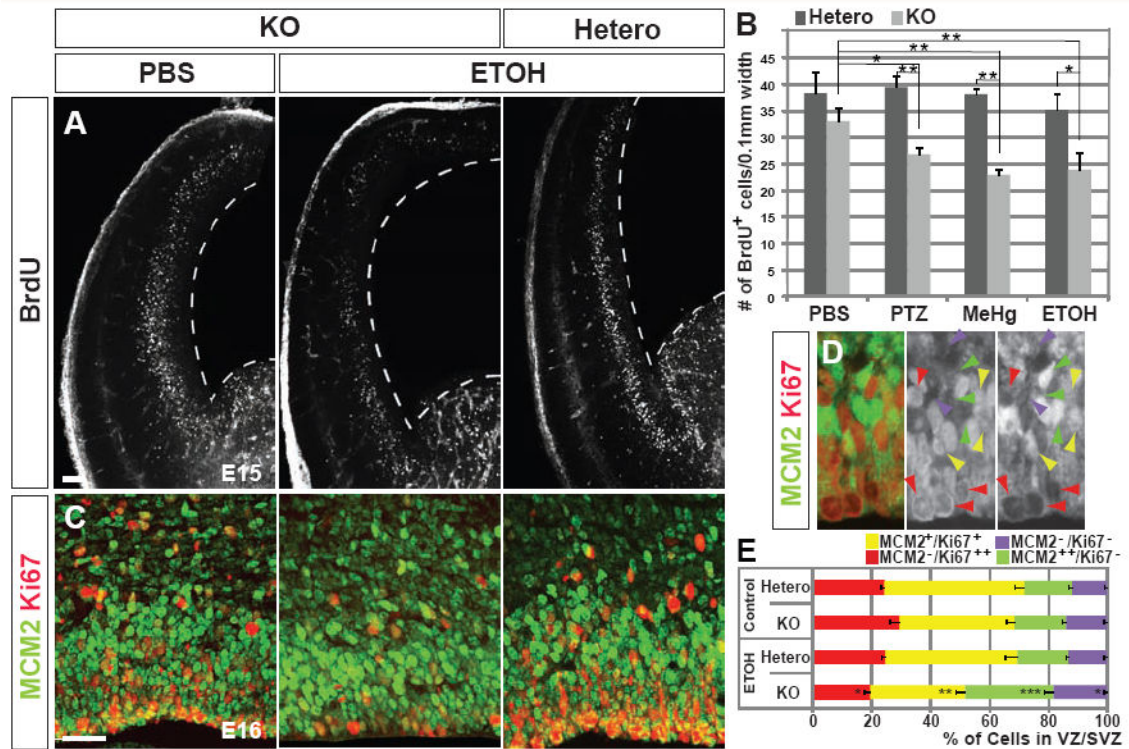 KO Hetero
PBS ETOH
BrdU
A
E15
MCM2 Ki67
C
E16
B
Hetero KO
# of BrdU+ cells/0.1mm width
45
40
35
30
25
20
15
10
5
0
** 
**
* ** ** *
PBS PTZ MeHg ETOH
MCM2 Ki67
D
E
MCM2+/Ki67+ MCM2-/Ki67-
MCM2-/Ki67++ MCM2++/Ki67-
Control
Hetero
KO
ETOH
Hetero
KO
* ** *** *
0 20 40 60 80 100
% of Cells in VZ/SVZ